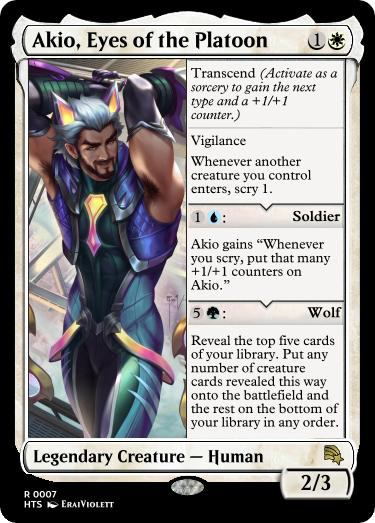 Akio, Eyes of the Platoon 1
Transcend (Activate as a
sorcery to gain the next
type and a +1/+1
counter.)
Vigilance
Whenever another
creature you control
enters, scry 1.
1 : Soldier
Akio gains “Whenever
you scry, put that many
+1/+1 counters on
Akio.”
5 : Wolf
Reveal the top five cards
of your library. Put any
number of creature
cards revealed this way
onto the battlefield and
the rest on the bottom of
your library in any order.
Legendary Creature — Human
2/3
R 0007
HTS ERAIVIOLETT